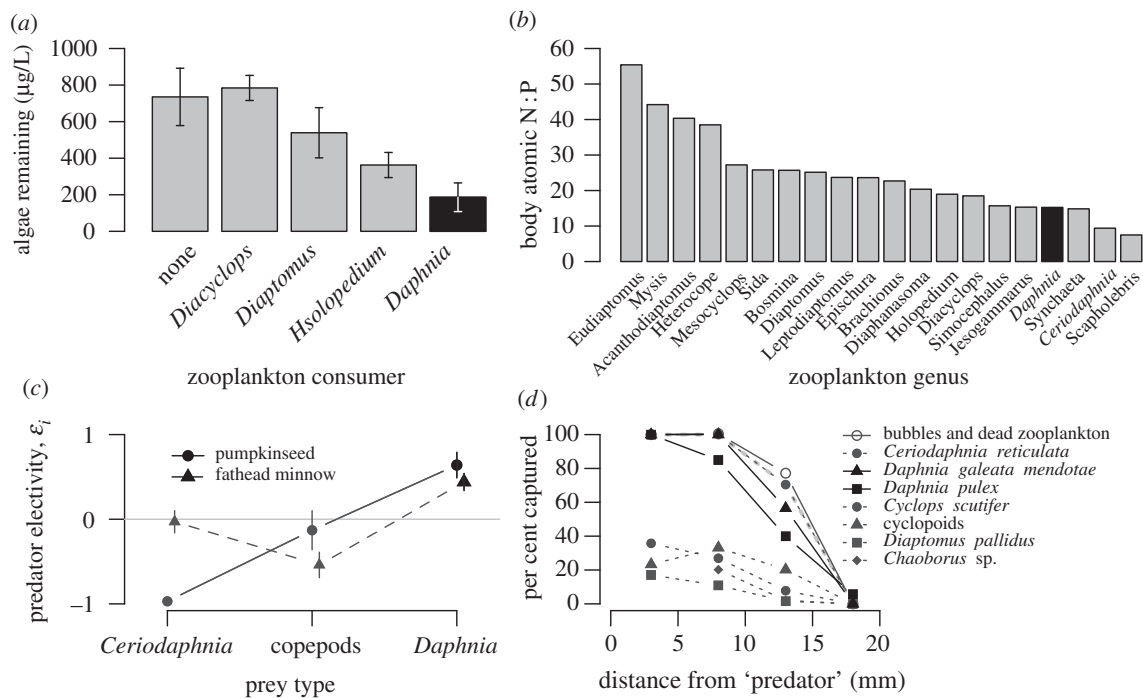 (a)
algae remaining (µg/L)
1000
800
600
400
200
0
none
Diacyclops
Diaptomus
Hsolopedium
Daphnia
zooplankton consumer
(b)
body atomic N:P
60
50
40
30
20
10
0
Eudiaptomus
Mysis
Acanthodiaptomus
Heterocope
Mesocyclops
Sida
Bosmina
Diaptomus
Leptodiaptomus
Epischura
Brachionus
Diaphanasoma
Holopedium
Diacyclops
Simocephalus
Jesogammarus
Daphnia
Synchaeta
Ceriodaphnia
Scapholebris
zooplankton genus
(c)
predator electivity, εi
1
0
−1
pumpkinseed
fathead minnow
Ceriodaphnia
copepods
Daphnia
prey type
(d)
per cent captured
100
80
60
40
20
0
0
5
10
15
20
distance from ‘predator’ (mm)
bubbles and dead zooplankton
Ceriodaphnia reticulata
Daphnia galeata mendotae
Daphnia pulex
Cyclops scutifer
cyclopoids
Diaptomus pallidus
Chaoborus sp.